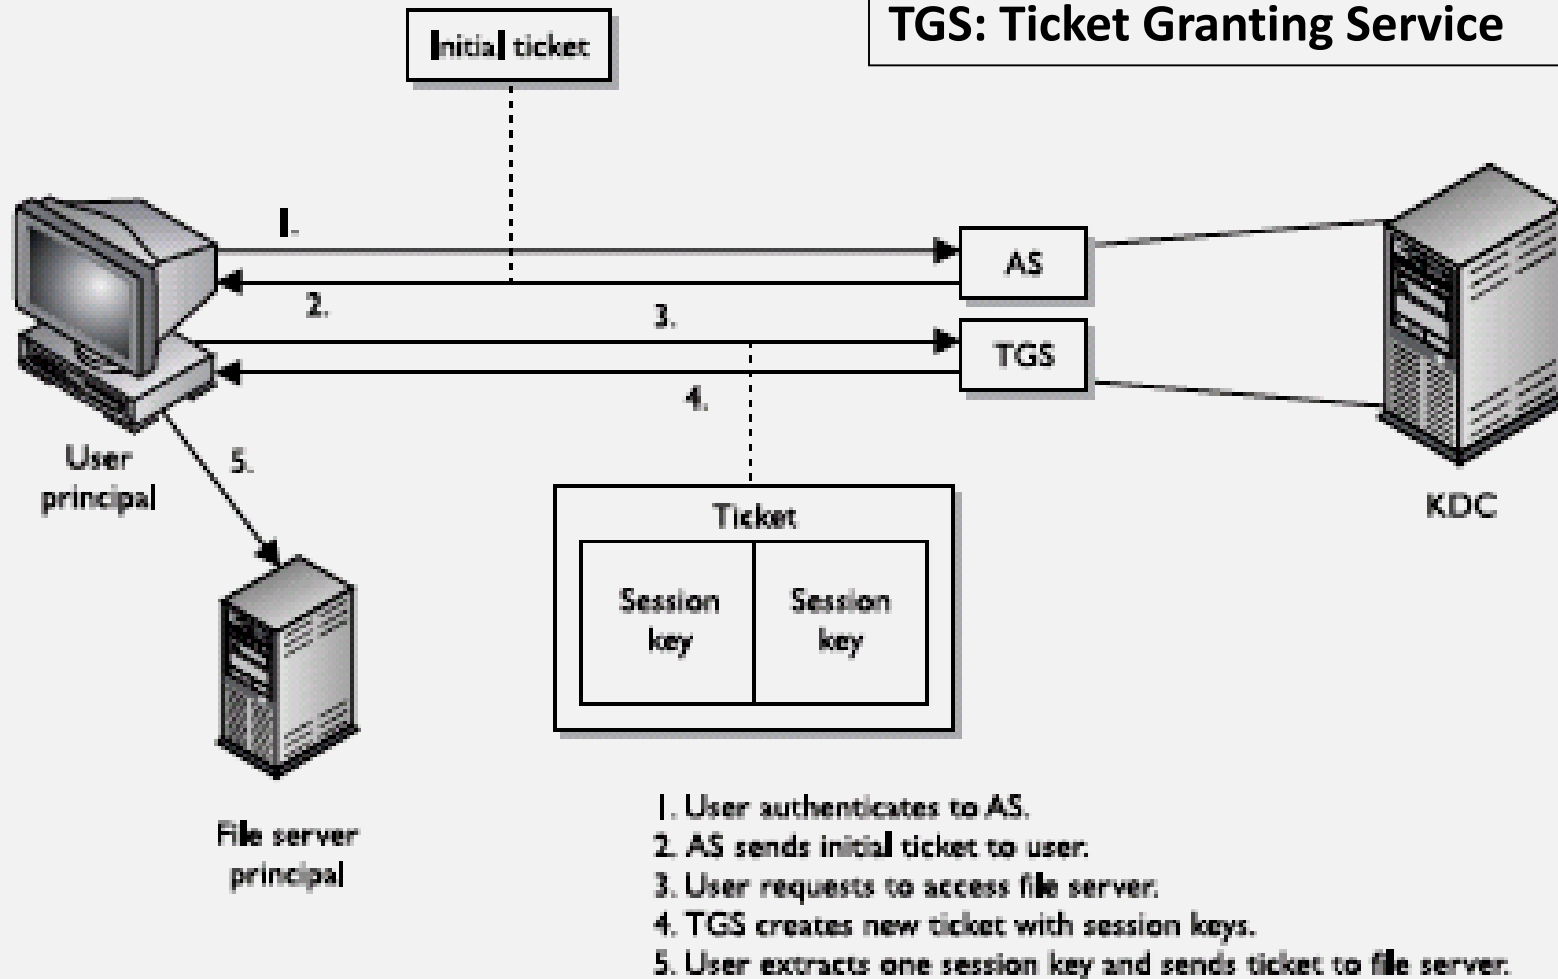 TGS: Ticket Granting Service
Initial ticket
1.
AS
2.
3.
TGS
4.
User
principal
5.
KDC
Ticket
Session
key
Session
key
File server
principal
1. User authenticates to AS.
2. AS sends initial ticket to user.
3. User requests to access file server.
4. TGS creates new ticket with session keys.
5. User extracts one session key and sends ticket to file server.